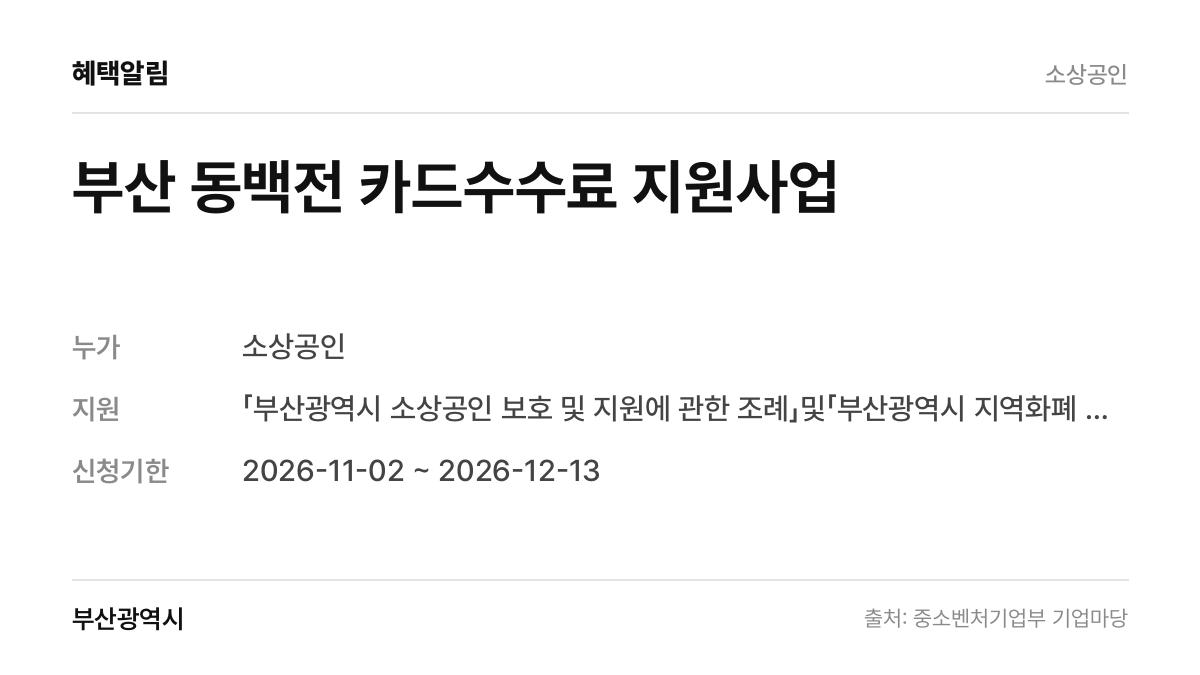 혜택알림
소상공인
부산 동백전 카드수수료 지원사업
누가 소상공인
지원 「부산광역시 소상공인 보호 및 지원에 관한 조례」및「부산광역시 지역화폐 ...
신청기한 2026-11-02 ~ 2026-12-13
부산광역시
출처: 중소벤처기업부 기업마당